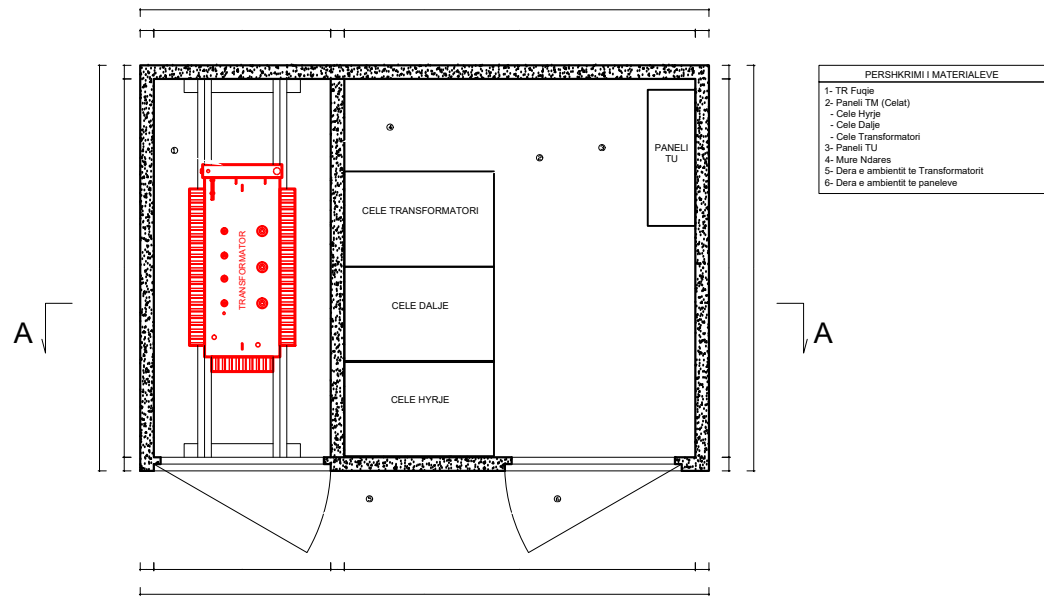 PERSHKRIMI I MATERIALEVE
1- TR Fuqie
2- Paneli TM (Celat)
- Cele Hyrje
- Cele Dalje
- Cele Transformatori
3- Paneli TU
4- Mure Ndares
5- Dera e ambientit te Transformatorit
6- Dera e ambientit te paneleve
4
1
2
3
PANELI
TU
CELE TRANSFORMATORI
TRANSFORMATOR
CELE DALJE
A
A
CELE HYRJE
5
6